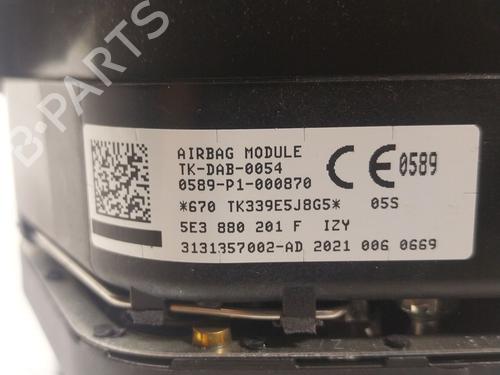 B-PARTS
AIRBAG MODULE
TK-DAB-0054
0589-P1-000870
CE 0589
*670 TK339E5J8G5* 05S
5E3 880 201 F IZY
3131357002-AD 2021 006 0669